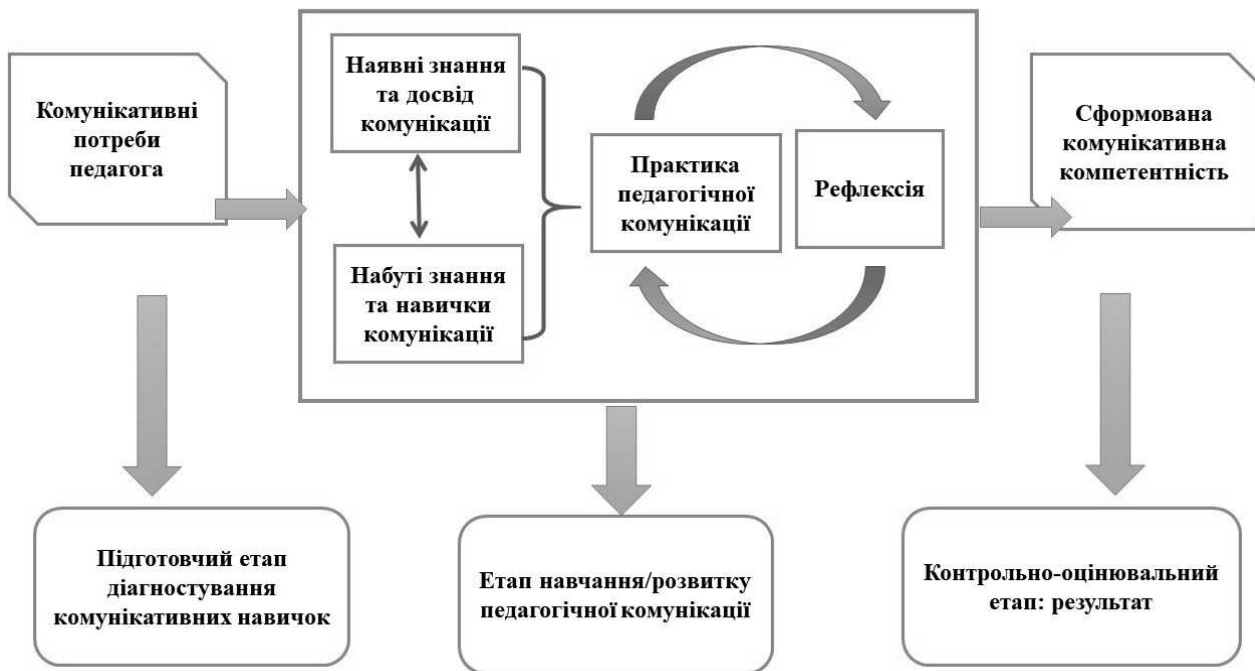 Комунікативні
потреби
педагога
Наявні знання
та досвід
комунікації
Набуті знання
та навички
комунікації
Практика
педагогічної
комунікації
Рефлексія
Сформована
комунікативна
компетентність
Підготовчий етап
діагностування
комунікативних навичок
Етап навчання/розвитку
педагогічної комунікації
Контрольно-оцінювальний
етап: результат